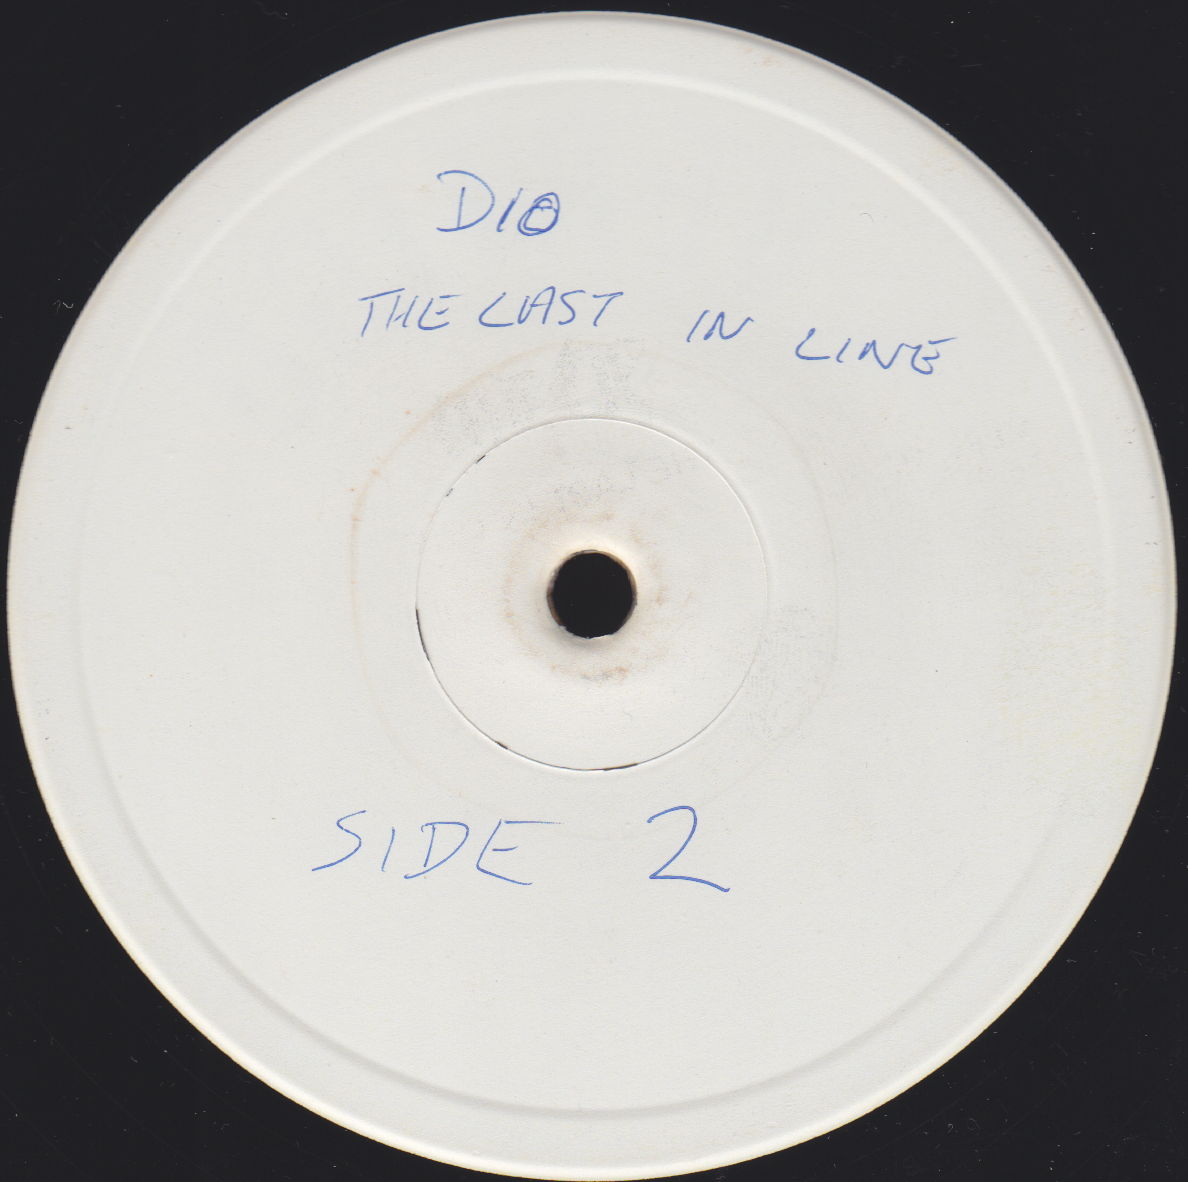 DIO
THE LAST IN LINE
SIDE 2